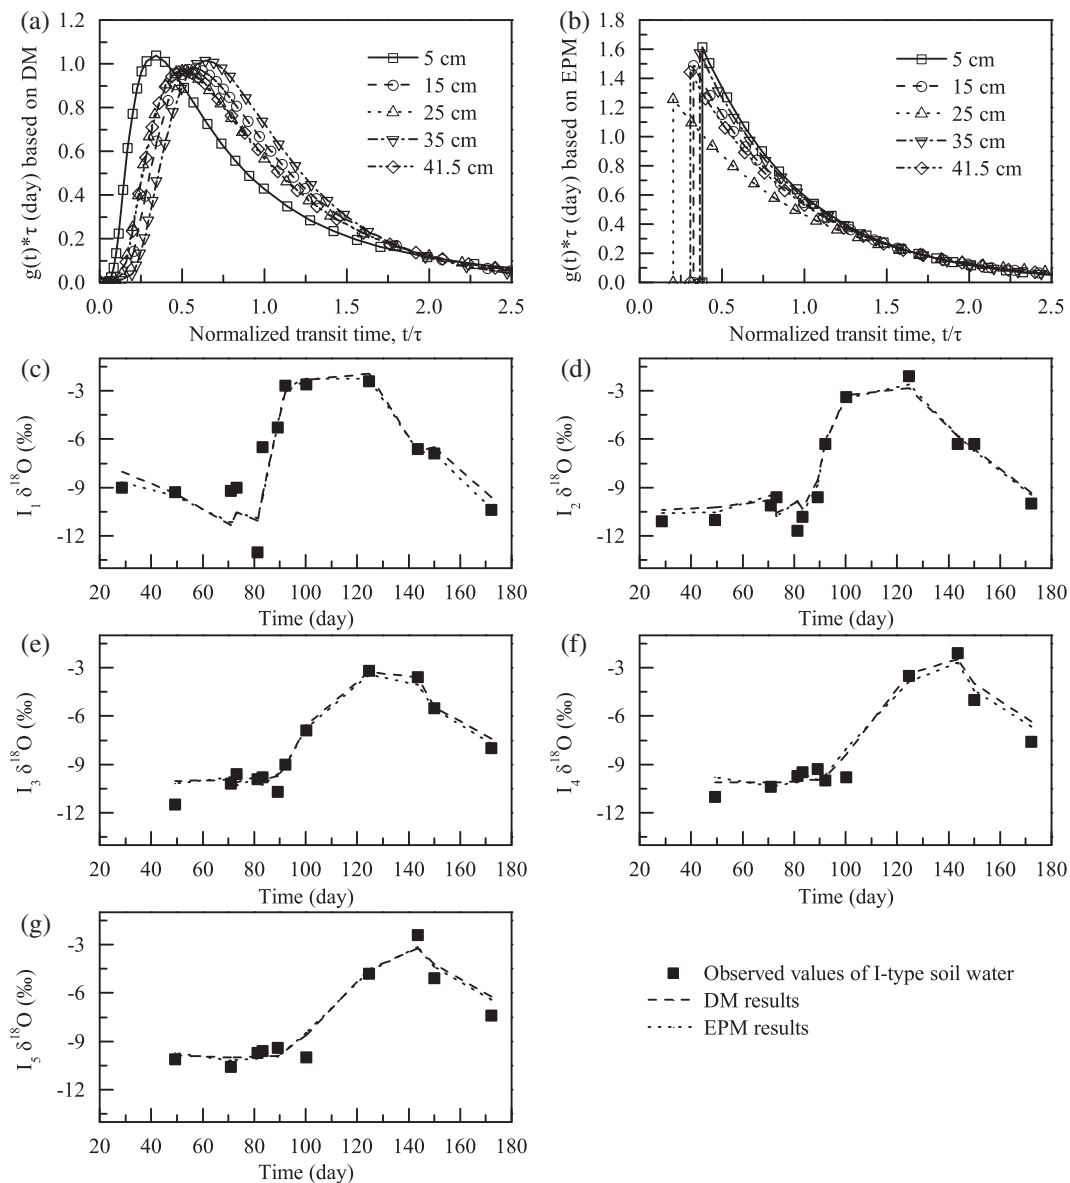 (a)
g(t)*τ (day) based on DM
1.2
1.0
0.8
0.6
0.4
0.2
0.0
5 cm
15 cm
25 cm
35 cm
41.5 cm
0.0 0.5 1.0 1.5 2.0 2.5
Normalized transit time, t/τ
(b)
g(t)*τ (day) based on EPM
1.8
1.6
1.4
1.2
1.0
0.8
0.6
0.4
0.2
0.0
5 cm
15 cm
25 cm
35 cm
41.5 cm
0.0 0.5 1.0 1.5 2.0 2.5
Normalized transit time, t/τ
(c)
I₁ δ¹⁸O (‰)
-3
-6
-9
-12
20 40 60 80 100 120 140 160 180
Time (day)
(d)
I₂ δ¹⁸O (‰)
-3
-6
-9
-12
20 40 60 80 100 120 140 160 180
Time (day)
(e)
I₃ δ¹⁸O (‰)
-3
-6
-9
-12
20 40 60 80 100 120 140 160 180
Time (day)
(f)
I₄ δ¹⁸O (‰)
-3
-6
-9
-12
20 40 60 80 100 120 140 160 180
Time (day)
(g)
I₅ δ¹⁸O (‰)
-3
-6
-9
-12
20 40 60 80 100 120 140 160 180
Time (day)
Observed values of I-type soil water
DM results
EPM results